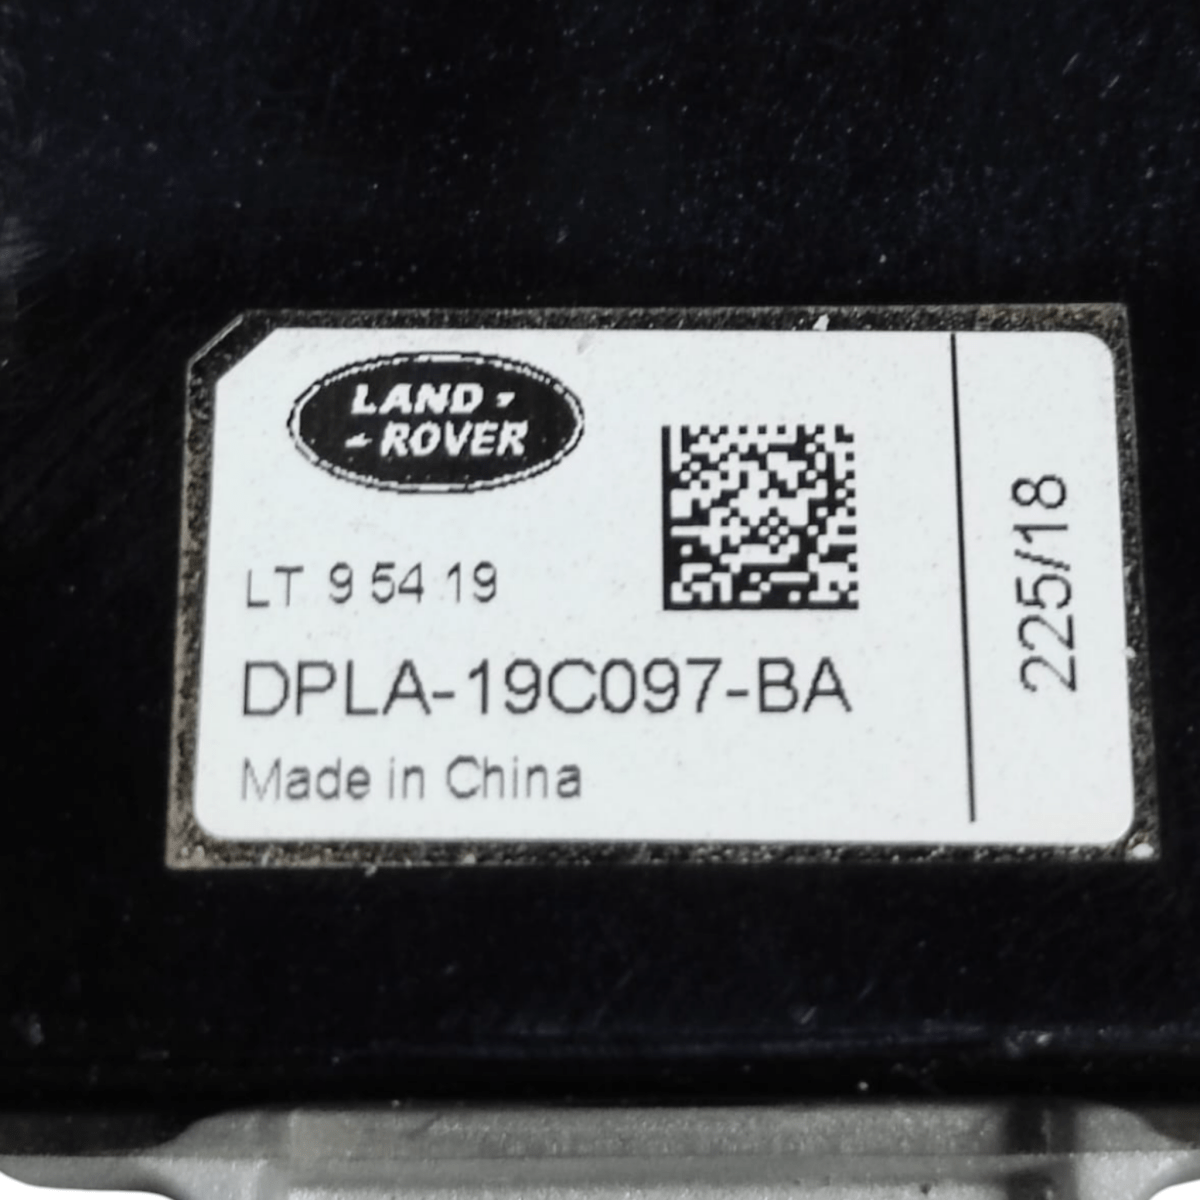 LAND -
- ROVER
LT 9 54 19
DPLA-19C097-BA
Made in China
225/18